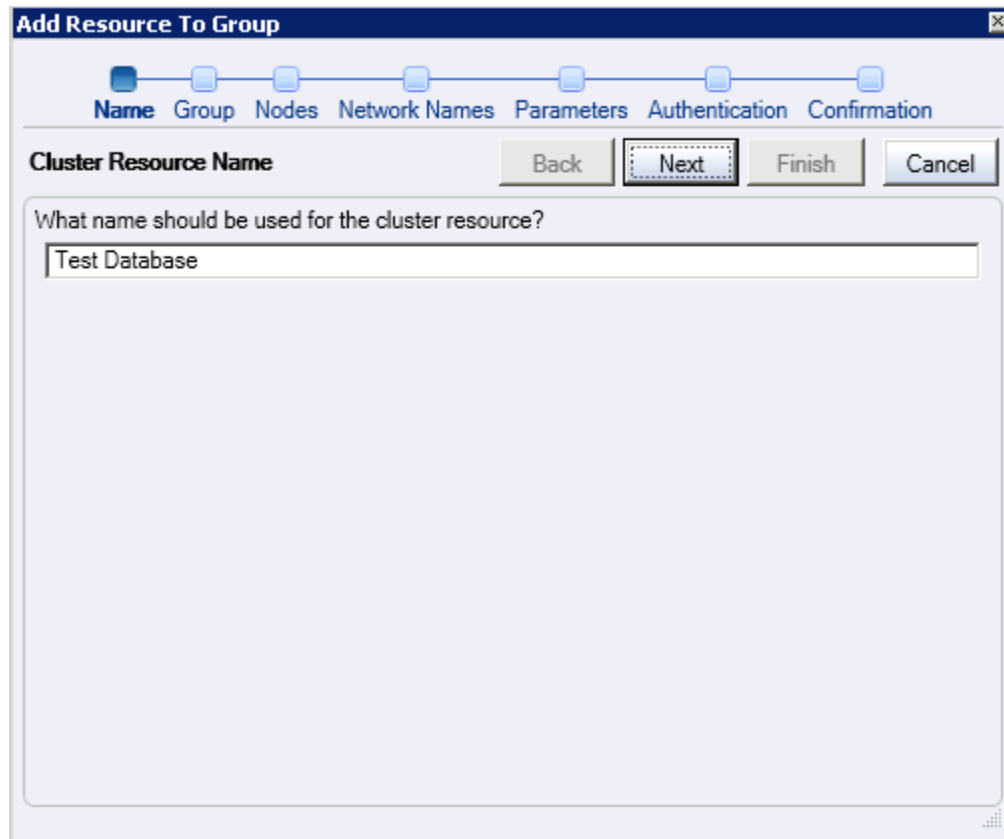 Add Resource To Group
Name Group Nodes Network Names Parameters Authentication Confirmation
Cluster Resource Name Back Next Finish Cancel
What name should be used for the cluster resource?
Test Database